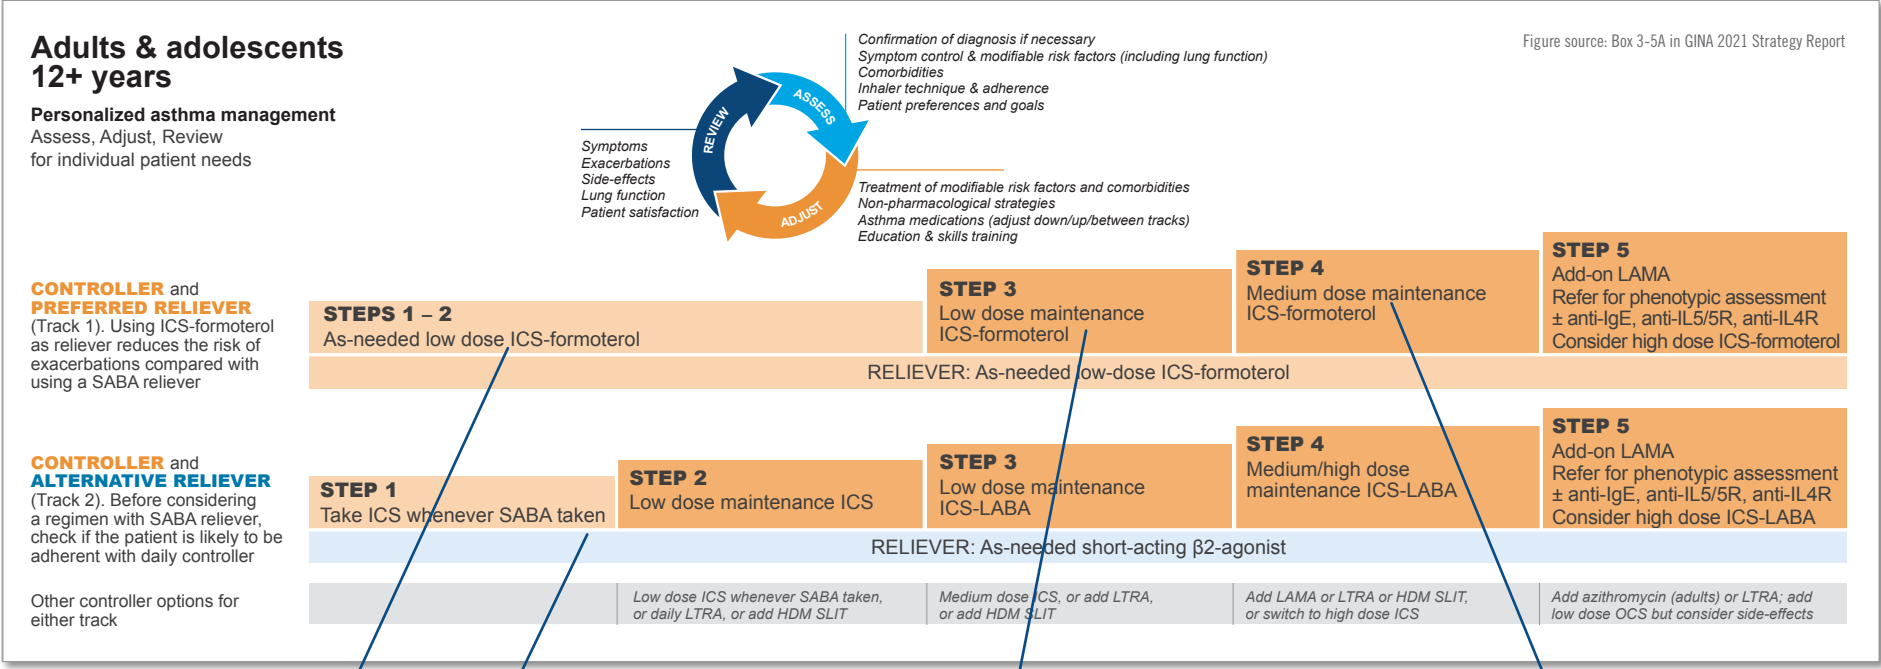 Adults & adolescents
12+ years
Personalized asthma management
Assess, Adjust, Review
for individual patient needs
Figure source: Box 3-5A in GINA 2021 Strategy Report
Confirmation of diagnosis if necessary
Symptom control & modifiable risk factors (including lung function)
Comorbidities
Inhaler technique & adherence
Patient preferences and goals
REVIEW
ASSESS
ADJUST
Symptoms
Exacerbations
Side-effects
Lung function
Patient satisfaction
Treatment of modifiable risk factors and comorbidities
Non-pharmacological strategies
Asthma medications (adjust down/up/between tracks)
Education & skills training
CONTROLLER and
PREFERRED RELIEVER
(Track 1). Using ICS-formoterol
as reliever reduces the risk of
exacerbations compared with
using a SABA reliever
STEPS 1 – 2
As-needed low dose ICS-formoterol
STEP 3
Low dose maintenance
ICS-formoterol
STEP 4
Medium dose maintenance
ICS-formoterol
STEP 5
Add-on LAMA
Refer for phenotypic assessment
± anti-IgE, anti-IL5/5R, anti-IL4R
Consider high dose ICS-formoterol
RELIEVER: As-needed low-dose ICS-formoterol
CONTROLLER and
ALTERNATIVE RELIEVER
(Track 2). Before considering
a regimen with SABA reliever,
check if the patient is likely to be
adherent with daily controller
STEP 1
Take ICS whenever SABA taken
STEP 2
Low dose maintenance ICS
STEP 3
Low dose maintenance
ICS-LABA
STEP 4
Medium/high dose
maintenance ICS-LABA
STEP 5
Add-on LAMA
Refer for phenotypic assessment
± anti-IgE, anti-IL5/5R, anti-IL4R
Consider high dose ICS-LABA
RELIEVER: As-needed short-acting β2-agonist
Other controller options for
either track
Low dose ICS whenever SABA taken,
or daily LTRA, or add HDM SLIT
Medium dose ICS, or add LTRA,
or add HDM SLIT
Add LAMA or LTRA or HDM SLIT,
or switch to high dose ICS
Add azithromycin (adults) or LTRA; add
low dose OCS but consider side-effects